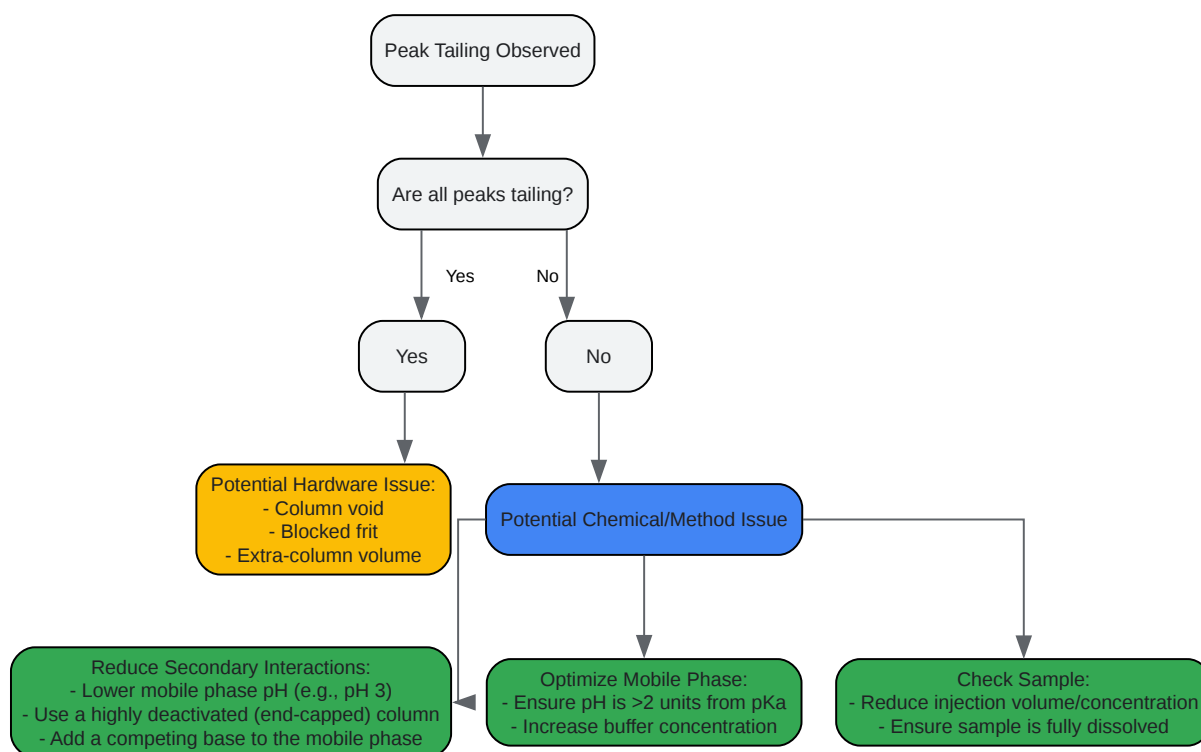 Peak Tailing Observed
Are all peaks tailing?
Yes
No
Yes
No
Potential Hardware Issue:
- Column void
- Blocked frit
- Extra-column volume
Potential Chemical/Method Issue
Reduce Secondary Interactions:
- Lower mobile phase pH (e.g., pH 3)
- Use a highly deactivated (end-capped) column
- Add a competing base to the mobile phase
Optimize Mobile Phase:
- Ensure pH is >2 units from pKa
- Increase buffer concentration
Check Sample:
- Reduce injection volume/concentration
- Ensure sample is fully dissolved